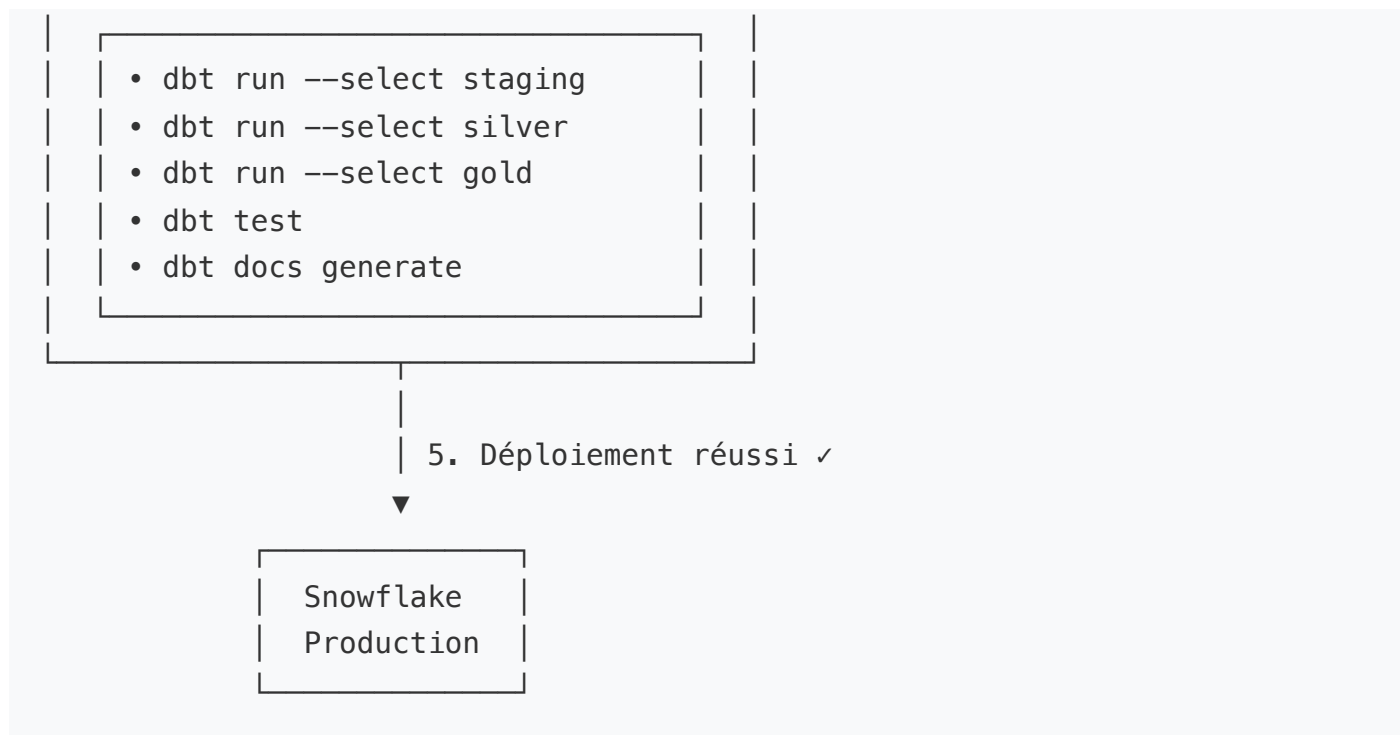 • dbt run --select staging
• dbt run --select silver
• dbt run --select gold
• dbt test
• dbt docs generate
5. Déploiement réussi ✓
Snowflake
Production